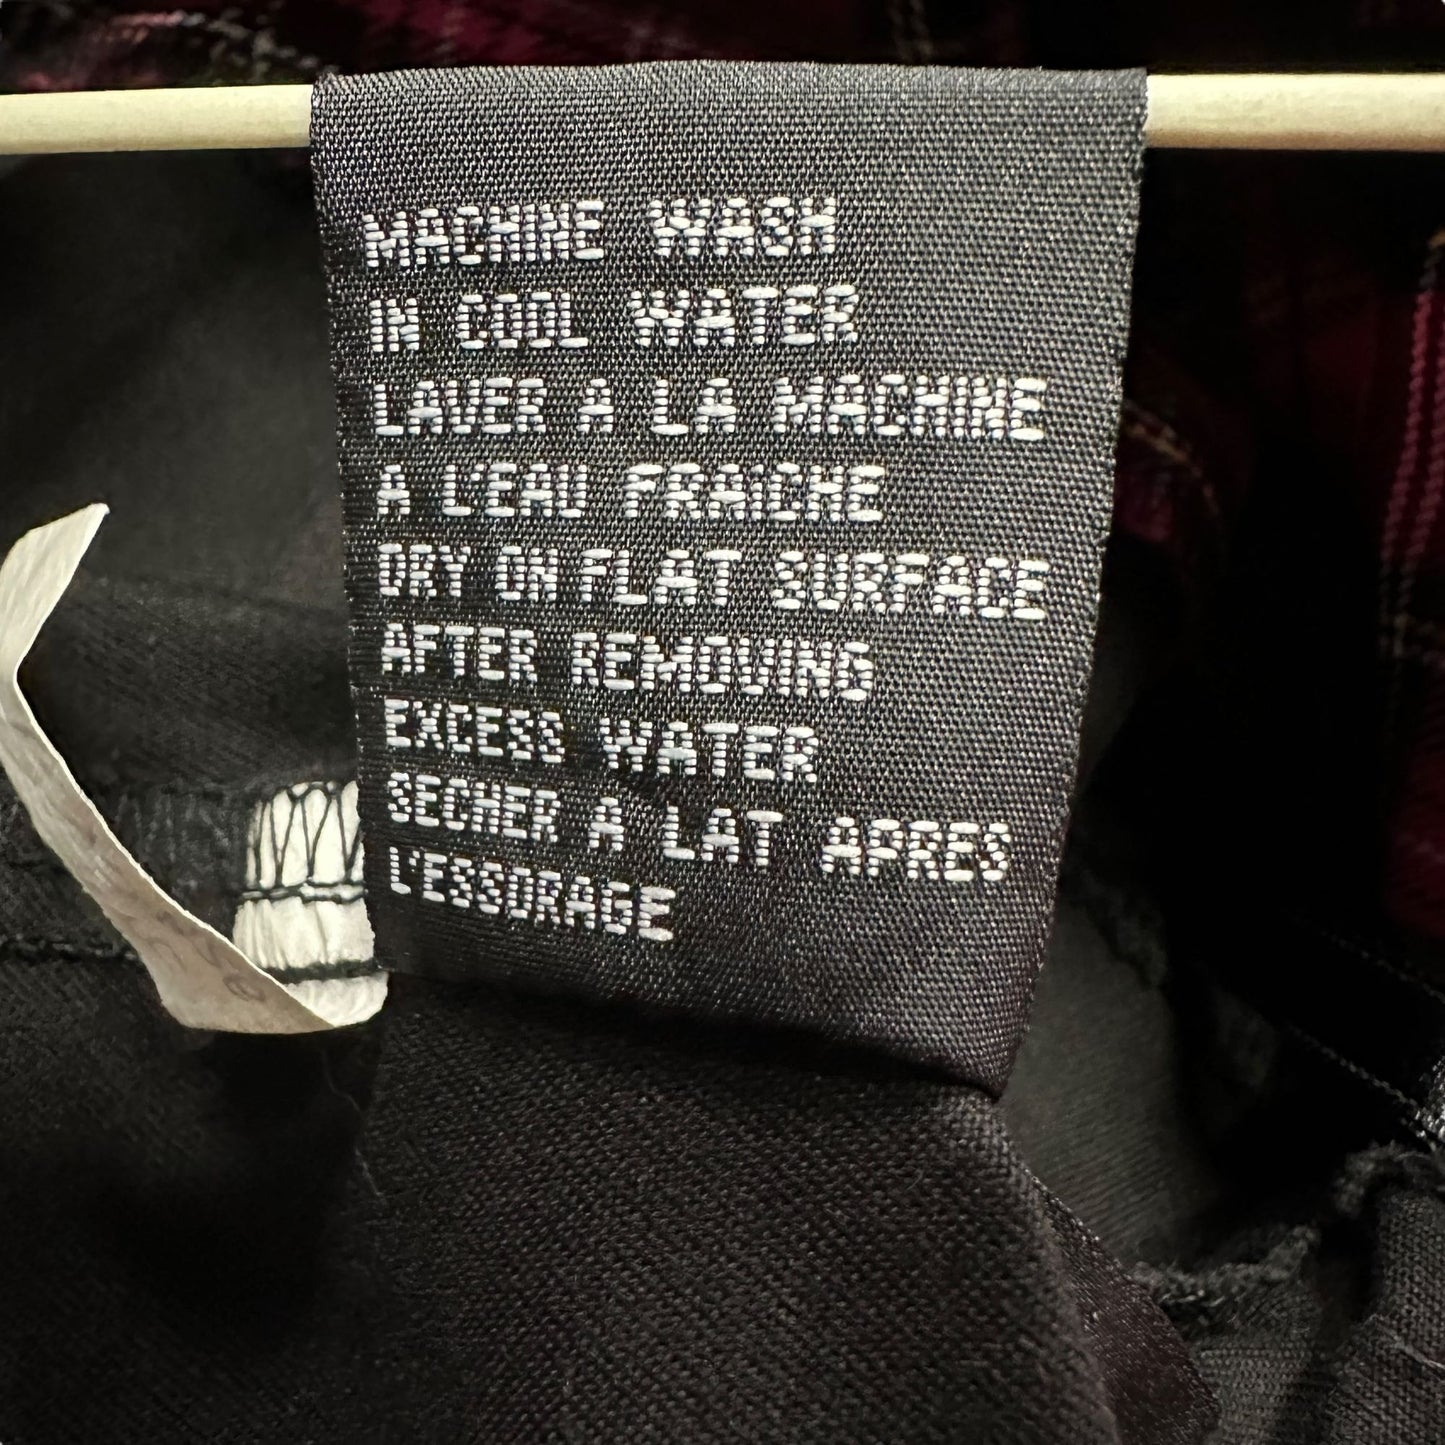 MACHINE WASH
IN COOL WATER
LAVER A LA MACHINE
A L'EAU FRAICHE
DRY ON FLAT SURFACE
AFTER REMOVING
EXCESS WATER
SECHER A LAT APRES
L'ESSORAGE